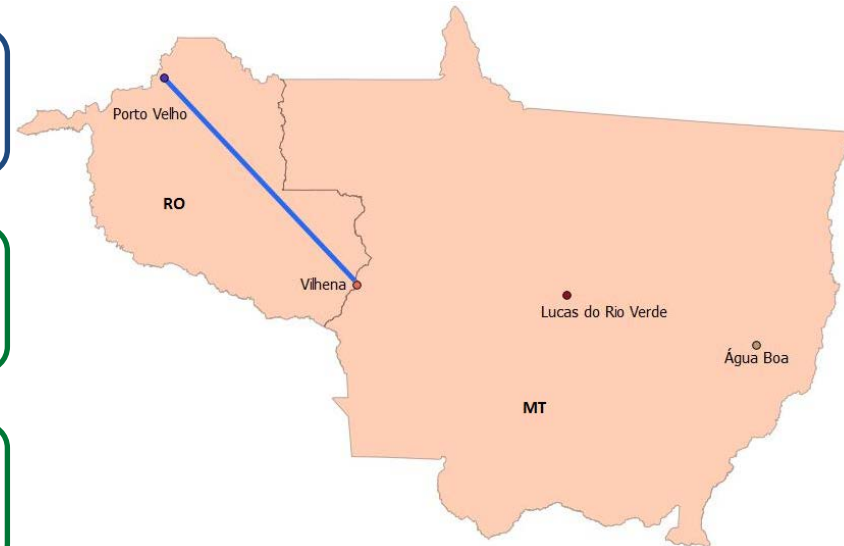 Porto Velho
RO
Vilhena
Lucas do Rio Verde
Água Boa
MT